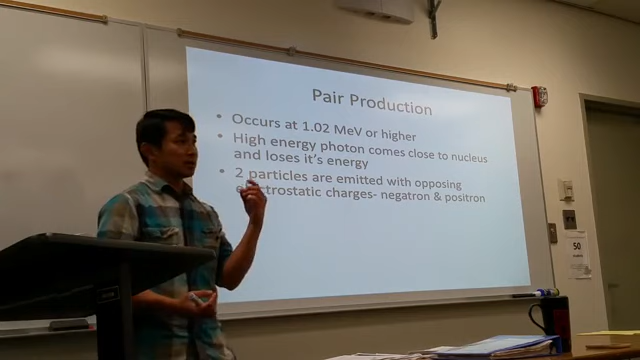 Pair Production
• Occurs at 1.02 MeV or higher
• High energy photon comes close to nucleus
and loses it's energy
• 2 particles are emitted with opposing
electrostatic charges- negatron & positron
50